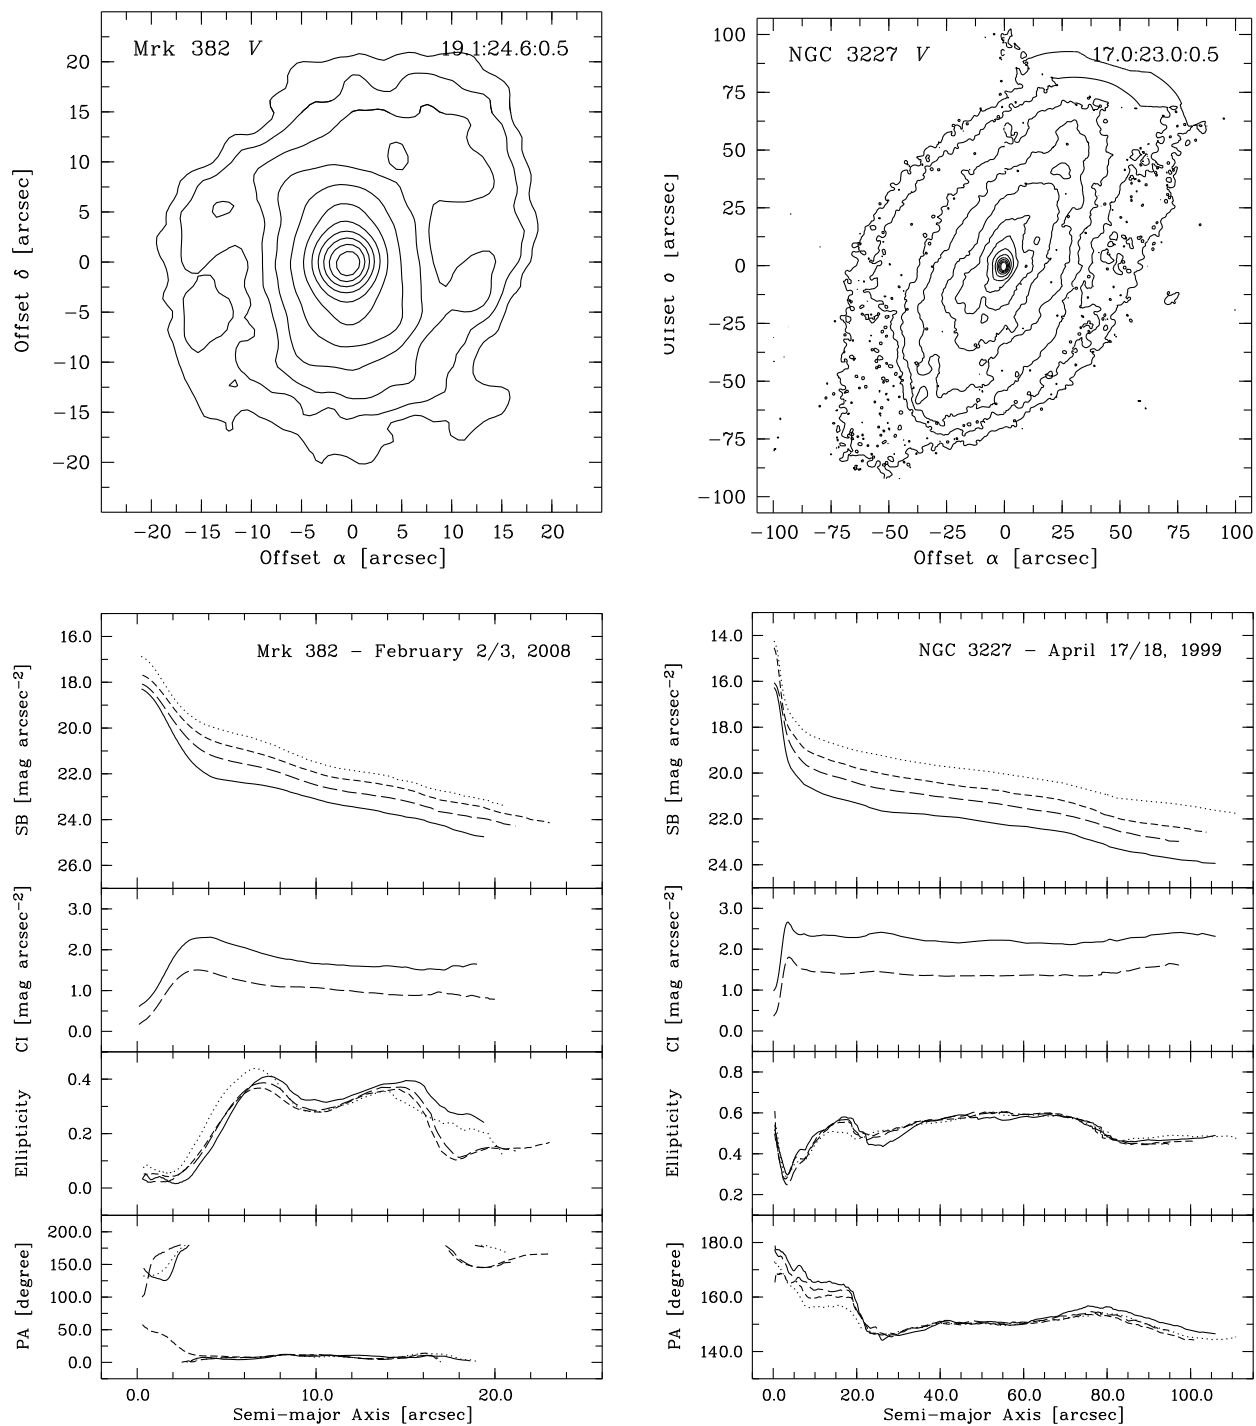 Mrk 382 V 19.1:24.6:0.5
20
15
10
5
0
−5
−10
−15
−20
Offset δ [arcsec]
−20 −15 −10 −5 0 5 10 15 20
Offset α [arcsec]
NGC 3227 V 17.0:23.0:0.5
100
75
50
25
0
−25
−50
−75
−100
Offset δ [arcsec]
−100 −75 −50 −25 0 25 50 75 100
Offset α [arcsec]
Mrk 382 − February 2/3, 2008
16.0
18.0
20.0
22.0
24.0
26.0
SB [mag arcsec−2]
3.0
2.0
1.0
0.0
CI [mag arcsec−2]
0.4
0.2
0.0
Ellipticity
200.0
150.0
100.0
50.0
0.0
PA [degree]
0.0 10.0 20.0
Semi−major Axis [arcsec]
NGC 3227 − April 17/18, 1999
14.0
16.0
18.0
20.0
22.0
24.0
SB [mag arcsec−2]
3.0
2.0
1.0
0.0
CI [mag arcsec−2]
0.8
0.6
0.4
0.2
Ellipticity
180.0
160.0
140.0
PA [degree]
0.0 20.0 40.0 60.0 80.0 100.0
Semi−major Axis [arcsec]